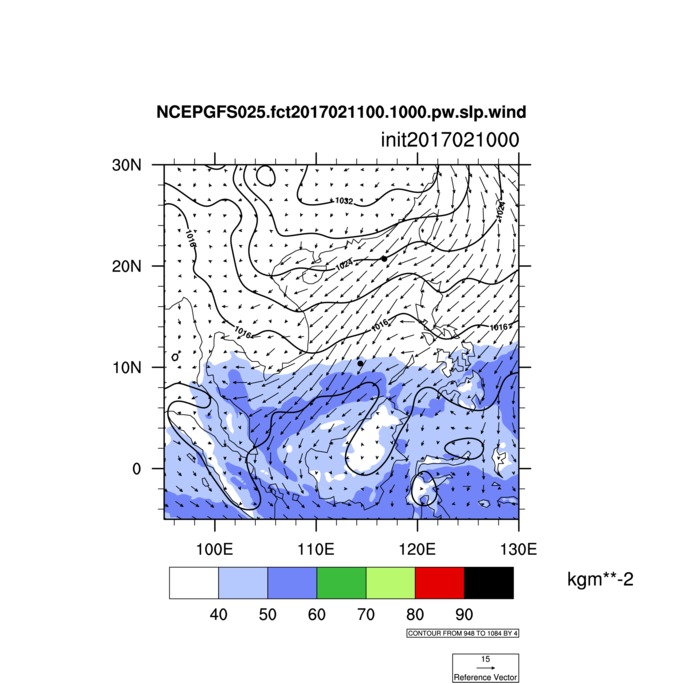 NCEPGFS025.fct2017021100.1000.pw.slp.wind
init2017021000
30N
20N
10N
0
1032
1024
1024
1016
1016
1016
1016
100E 110E 120E 130E
40 50 60 70 80 90
kgm**-2
CONTOUR FROM 948 TO 1084 BY 4
15
Reference Vector